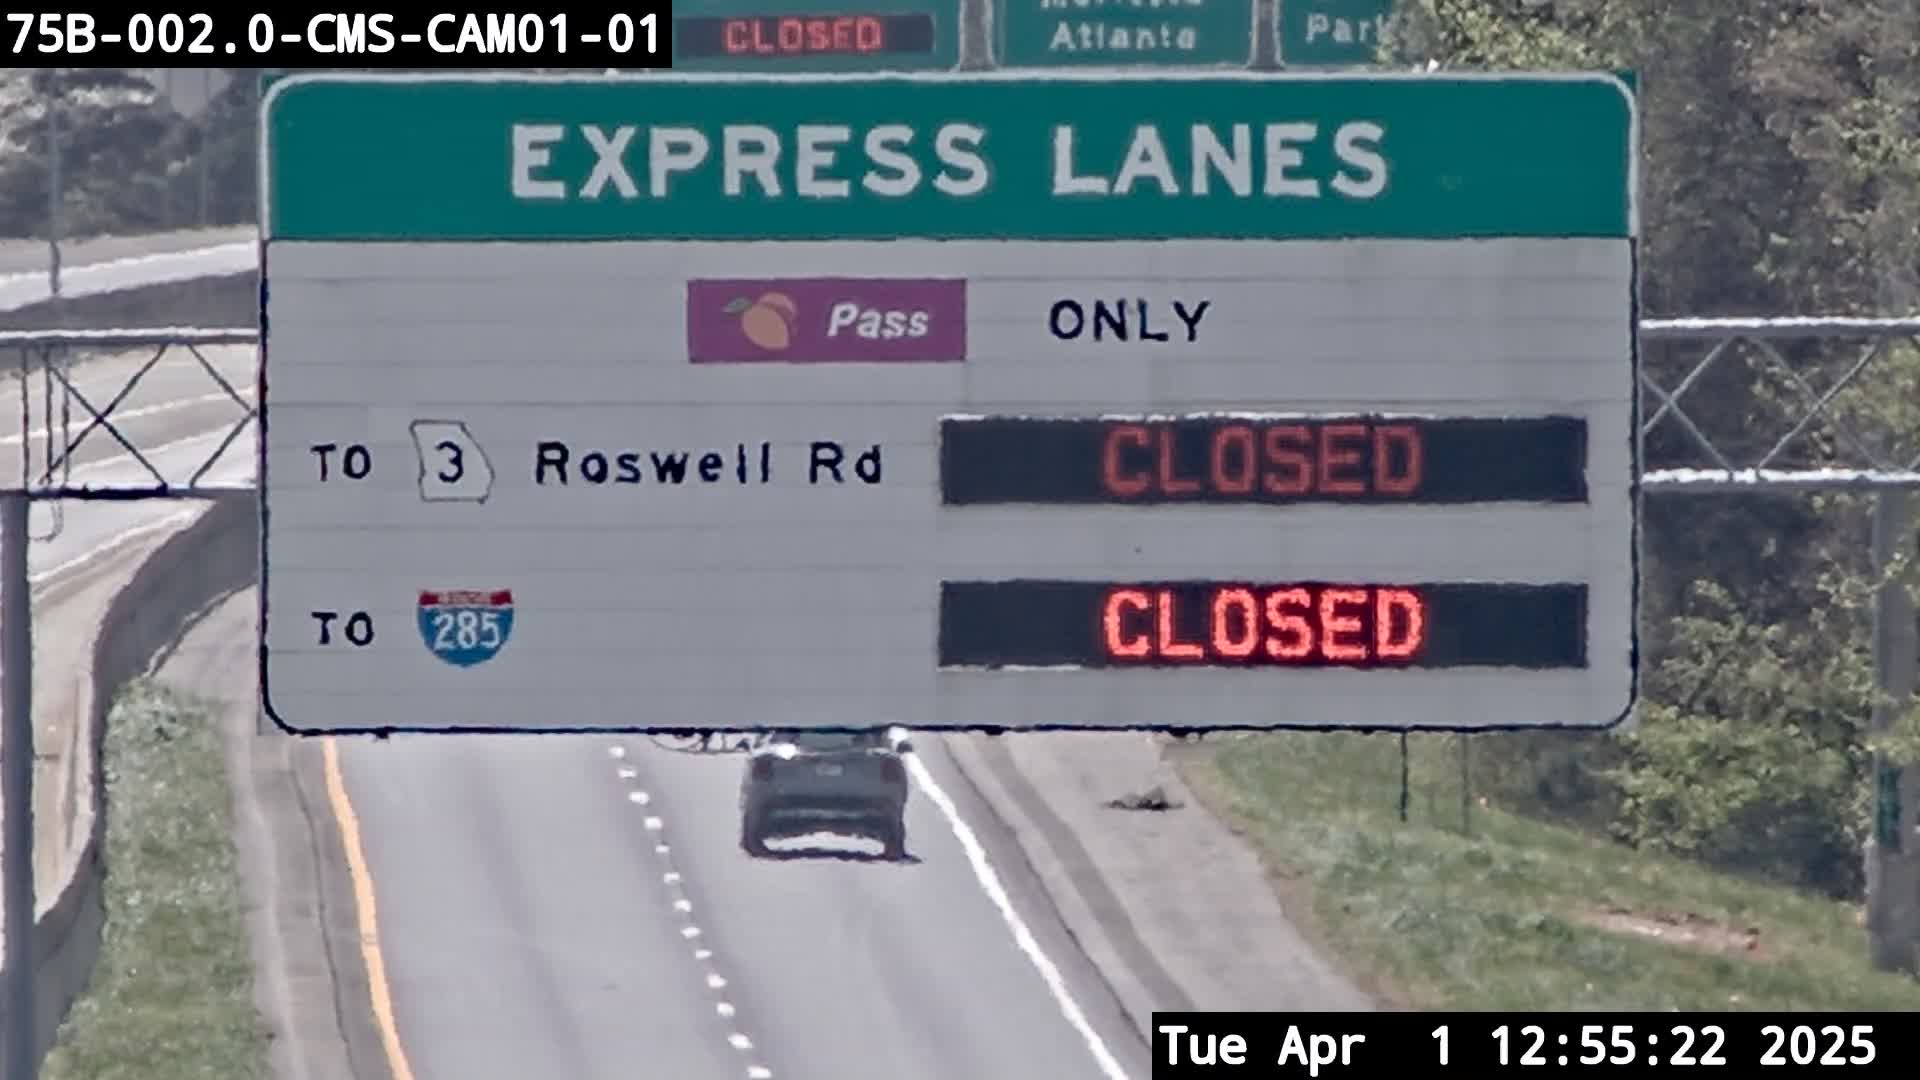 75B-002.0-CMS-CAM01-01
CLOSED
Atlanta
Park
EXPRESS LANES
Pass ONLY
TO 3 Roswell Rd CLOSED
TO 285 CLOSED
Tue Apr 1 12:55:22 2025